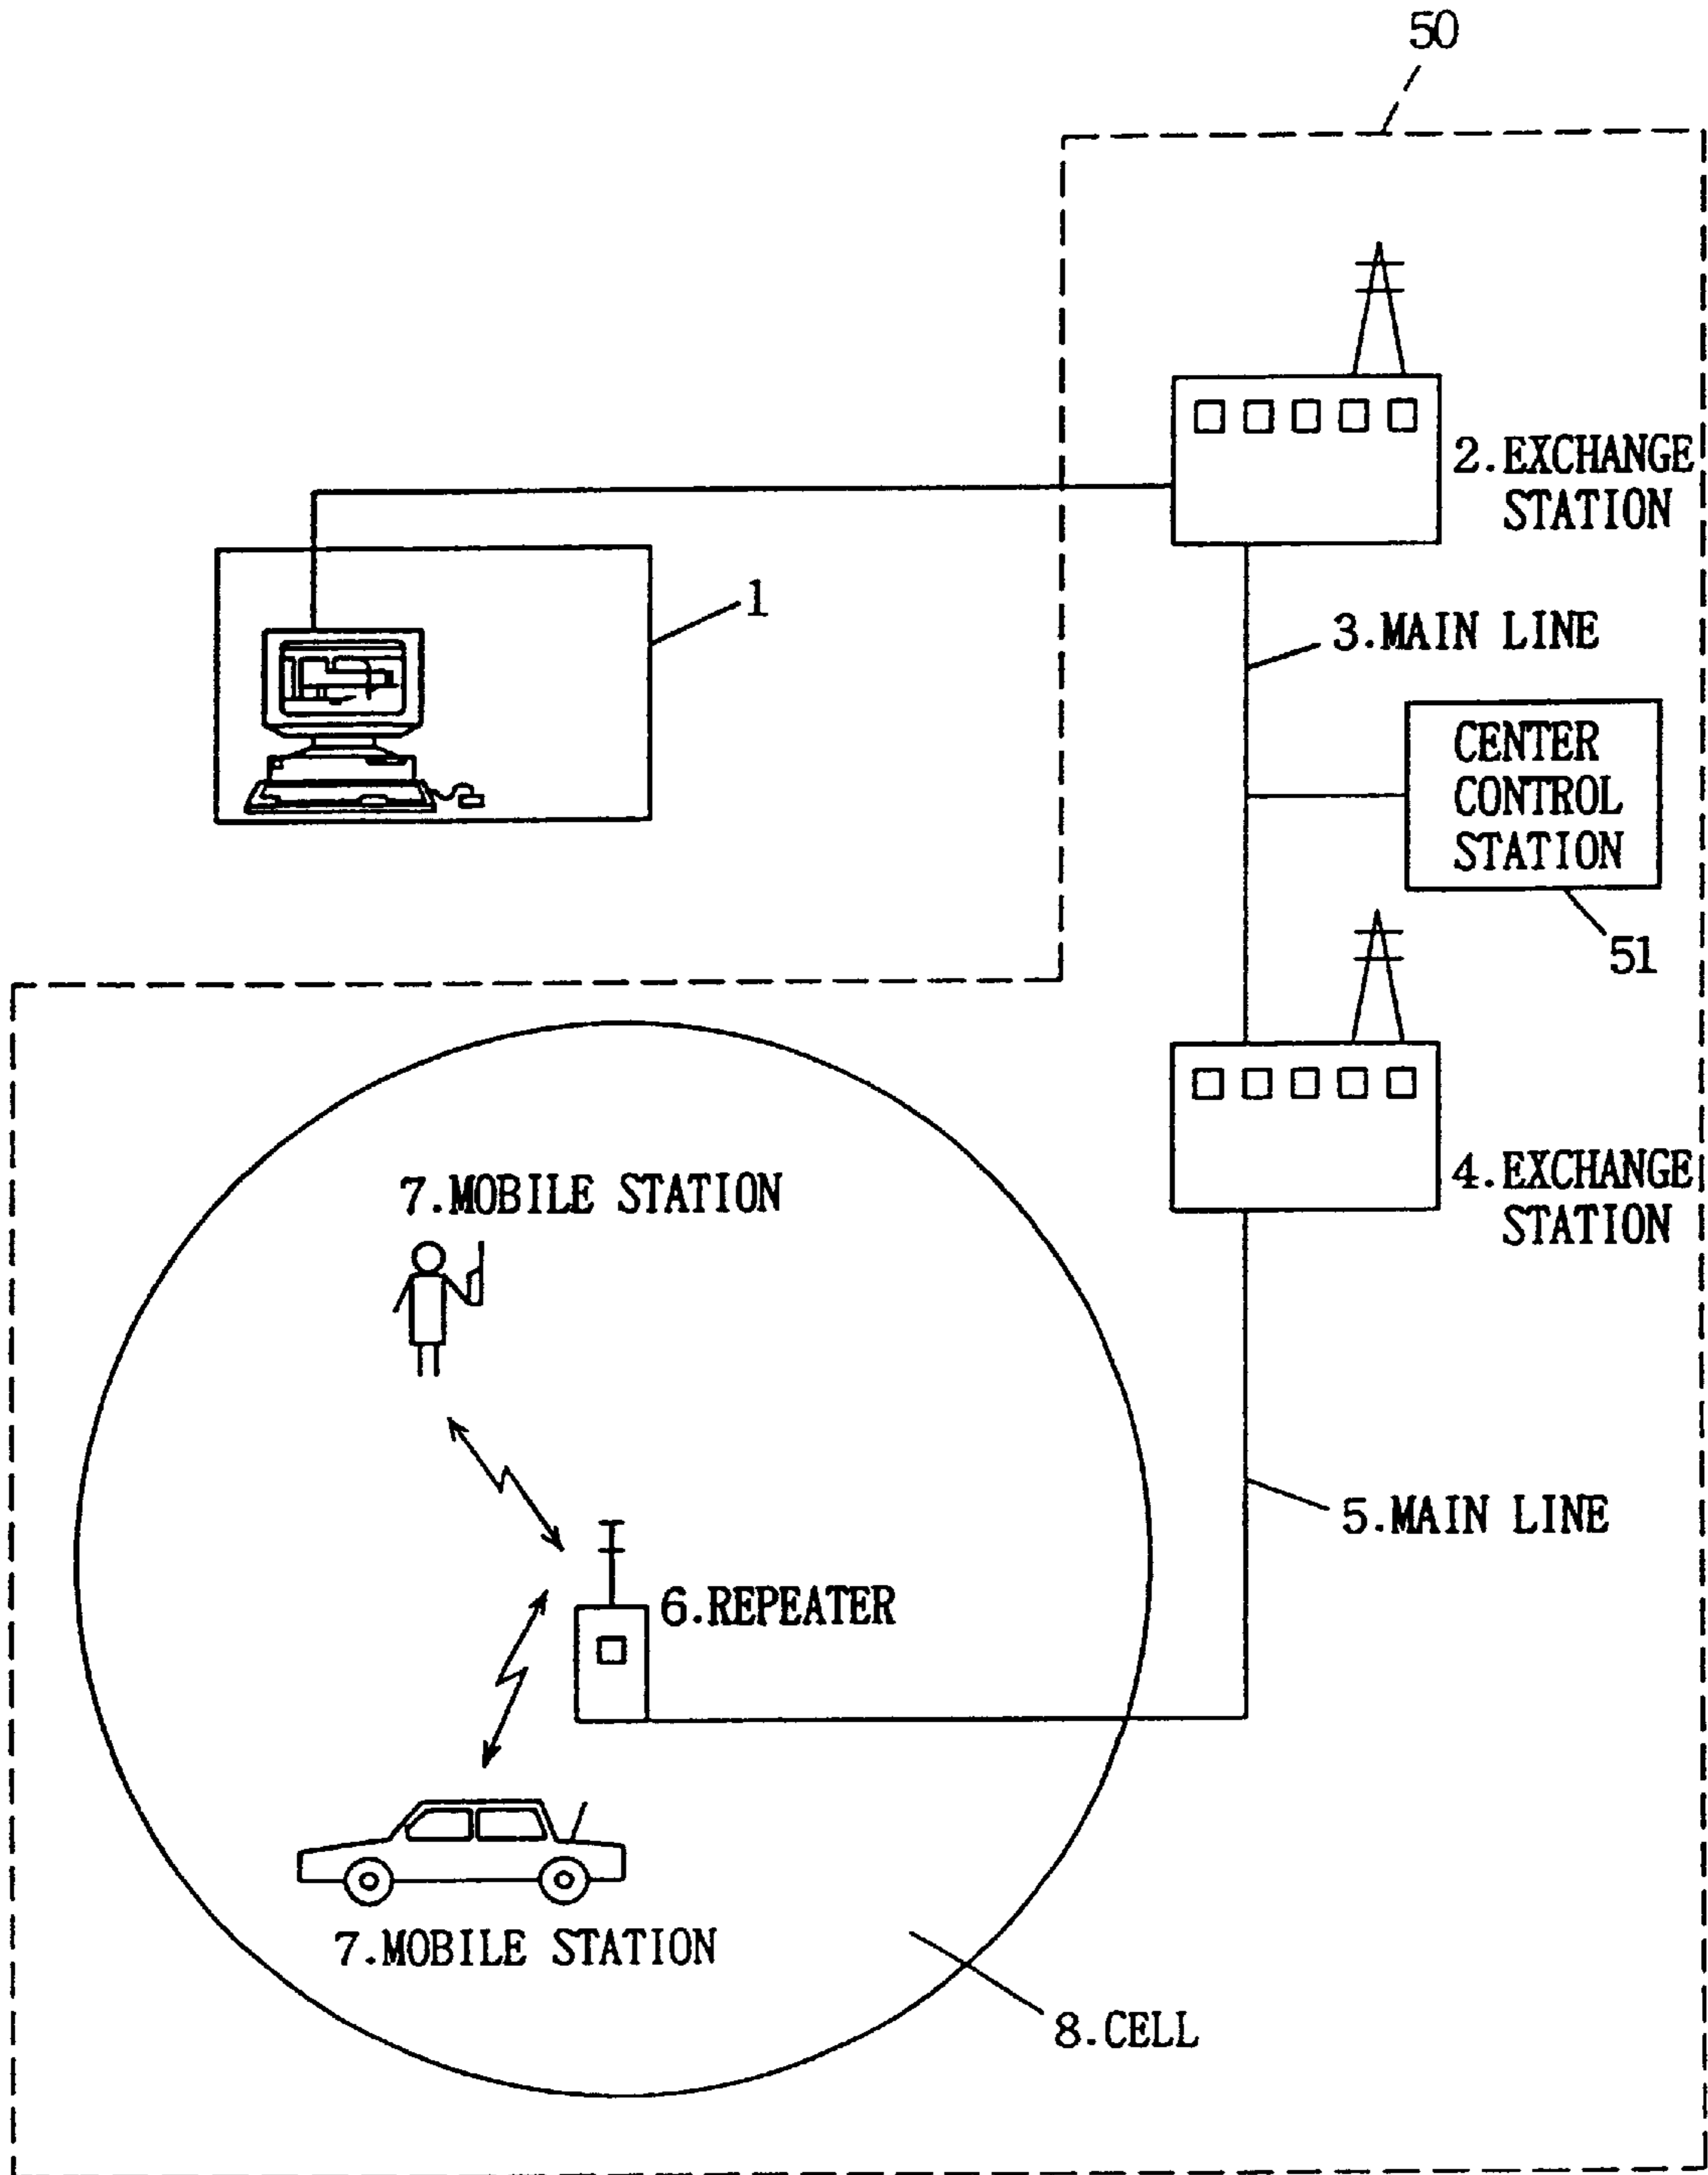 50
2.EXCHANGE
STATION
1
3.MAIN LINE
CENTER
CONTROL
STATION
51
7.MOBILE STATION
4.EXCHANGE
STATION
5.MAIN LINE
6.REPEATER
7.MOBILE STATION
8.CELL